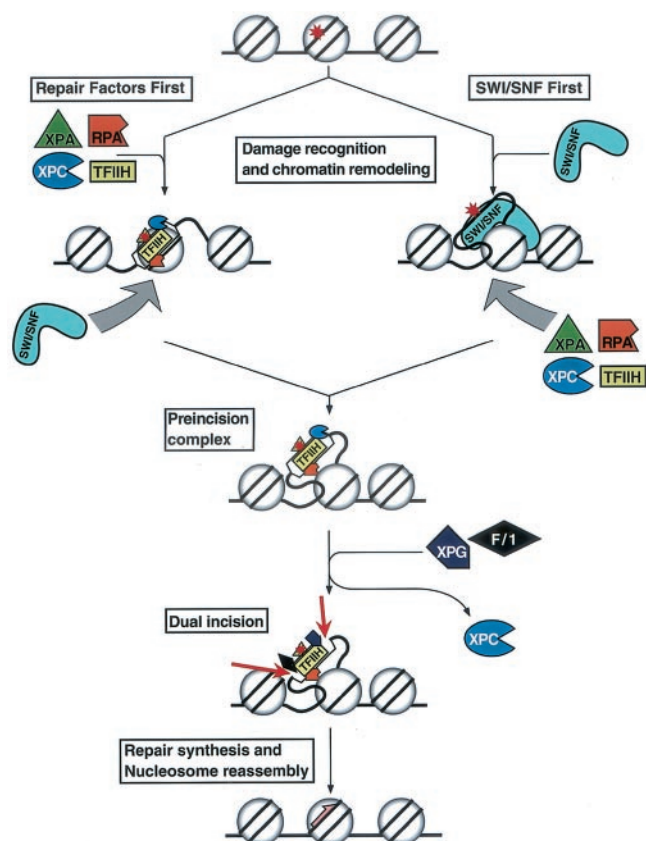 Repair Factors First
SWI/SNF First
XPA
RPA
XPC
TFIIH
Damage recognition
and chromatin remodeling
SWI/SNF
TFIIH
SWI/SNF
SWI/SNF
XPA
RPA
XPC
TFIIH
Preincision
complex
TFIIH
XPG
F/1
Dual incision
XPC
TFIIH
Repair synthesis and
Nucleosome reassembly